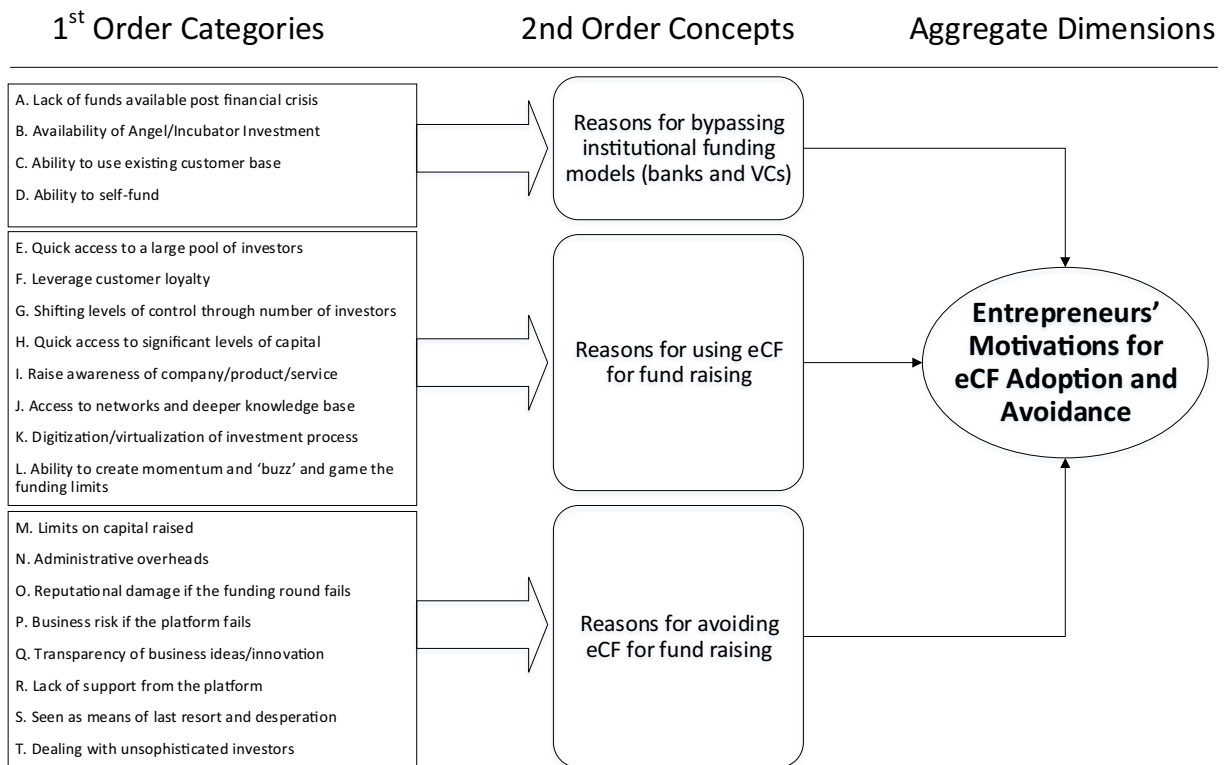 1st Order Categories
2nd Order Concepts
Aggregate Dimensions
A. Lack of funds available post financial crisis
B. Availability of Angel/Incubator Investment
C. Ability to use existing customer base
D. Ability to self-fund
Reasons for bypassing
institutional funding
models (banks and VCs)
E. Quick access to a large pool of investors
F. Leverage customer loyalty
G. Shifting levels of control through number of investors
H. Quick access to significant levels of capital
I. Raise awareness of company/product/service
J. Access to networks and deeper knowledge base
K. Digitization/virtualization of investment process
L. Ability to create momentum and ‘buzz’ and game the
funding limits
Reasons for using eCF
for fund raising
Entrepreneurs’
Motivations for
eCF Adoption and
Avoidance
M. Limits on capital raised
N. Administrative overheads
O. Reputational damage if the funding round fails
P. Business risk if the platform fails
Q. Transparency of business ideas/innovation
R. Lack of support from the platform
S. Seen as means of last resort and desperation
T. Dealing with unsophisticated investors
Reasons for avoiding
eCF for fund raising